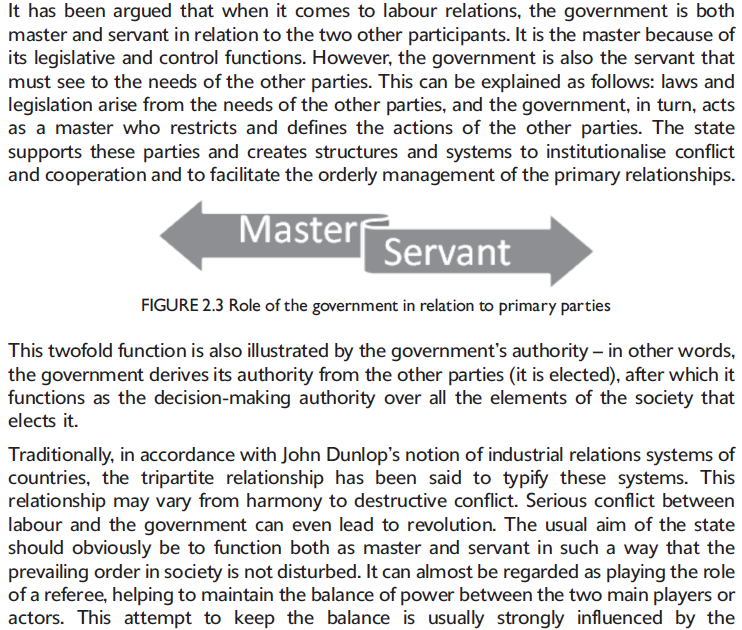 It has been argued that when it comes to labour relations, the government is both
master and servant in relation to the two other participants. It is the master because of
its legislative and control functions. However, the government is also the servant that
must see to the needs of the other parties. This can be explained as follows: laws and
legislation arise from the needs of the other parties, and the government, in turn, acts
as a master who restricts and defines the actions of the other parties. The state
supports these parties and creates structures and systems to institutionalise conflict
and cooperation and to facilitate the orderly management of the primary relationships.
Master
Servant
FIGURE 2.3 Role of the government in relation to primary parties
This twofold function is also illustrated by the government's authority – in other words,
the government derives its authority from the other parties (it is elected), after which it
functions as the decision-making authority over all the elements of the society that
elects it.
Traditionally, in accordance with John Dunlop's notion of industrial relations systems of
countries, the tripartite relationship has been said to typify these systems. This
relationship may vary from harmony to destructive conflict. Serious conflict between
labour and the government can even lead to revolution. The usual aim of the state
should obviously be to function both as master and servant in such a way that the
prevailing order in society is not disturbed. It can almost be regarded as playing the role
of a referee, helping to maintain the balance of power between the two main players or
actors. This attempt to keep the balance is usually strongly influenced by the